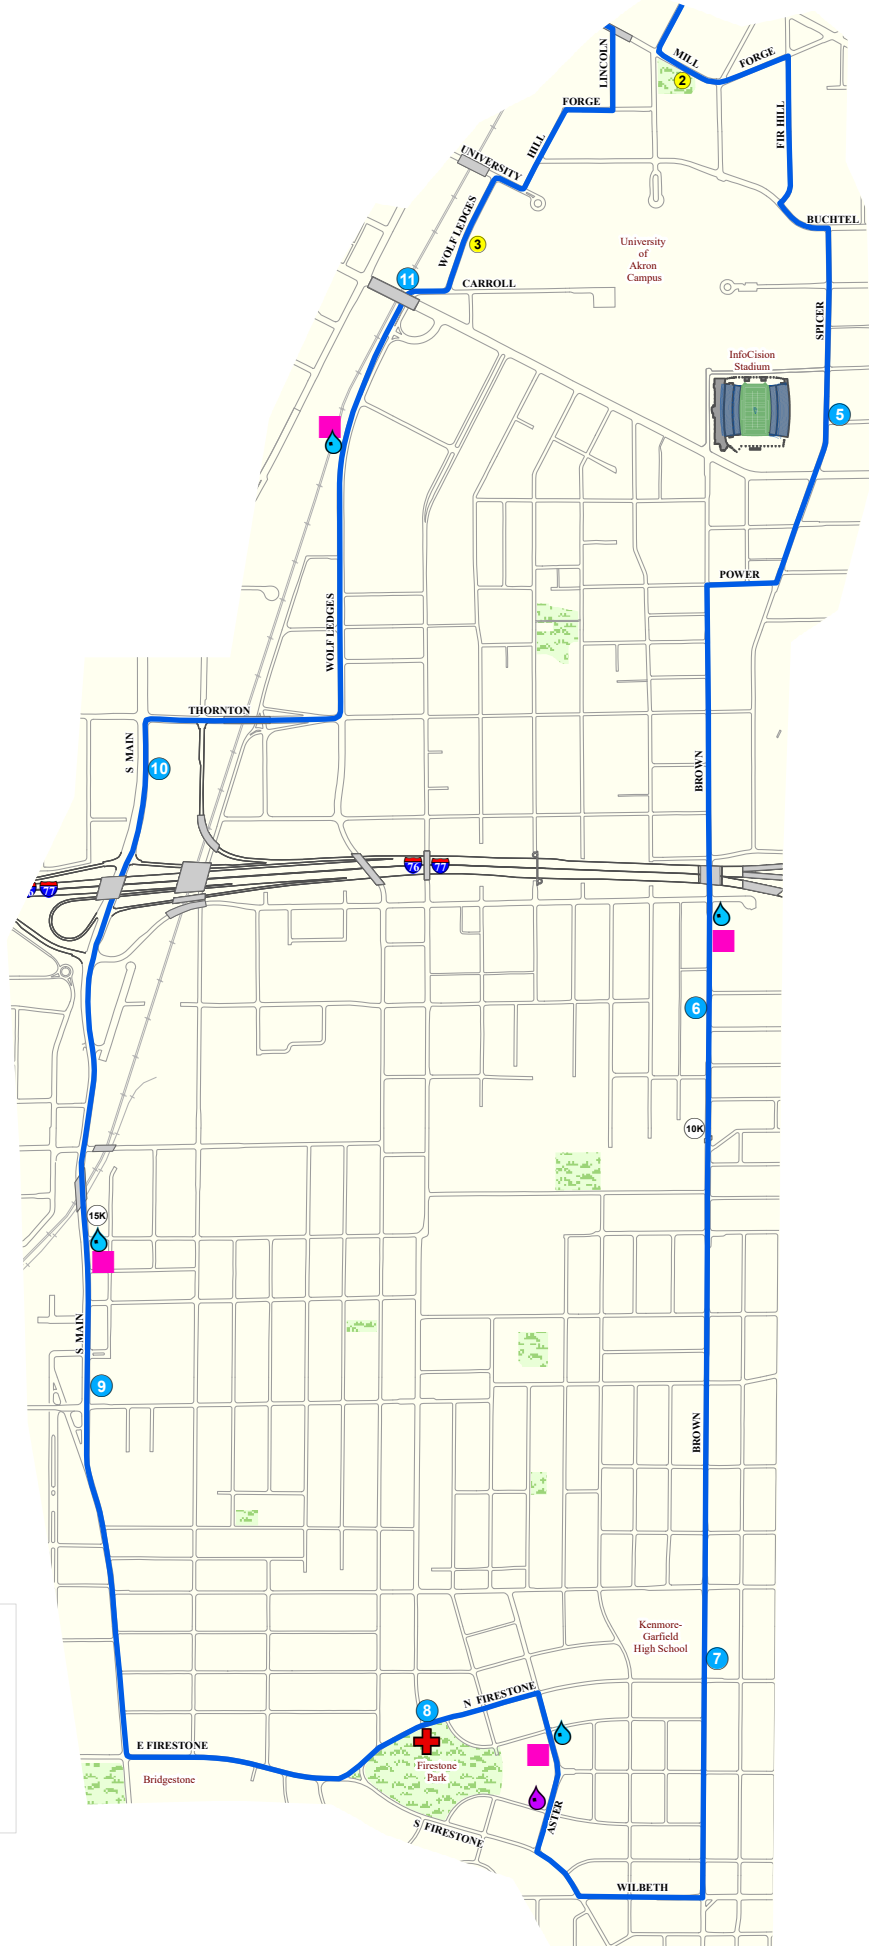 LINCOLN
MILL
FORGE
2
FORGE
FIR HILL
HILL
UNIVERSITY
WOLF LEDGES
3
BUCHTEL
University
of
Akron
Campus
11
CARROLL
SPICER
InfoCision
Stadium
5
POWER
WOLF LEDGES
THORNTON
S MAIN
10
BROWN
76
77
77
6
10K
15K
S MAIN
9
BROWN
Kenmore-
Garfield
High School
7
8
N FIRESTONE
E FIRESTONE
Bridgestone
Firestone
Park
S FIRESTONE
ASTER
WILBETH